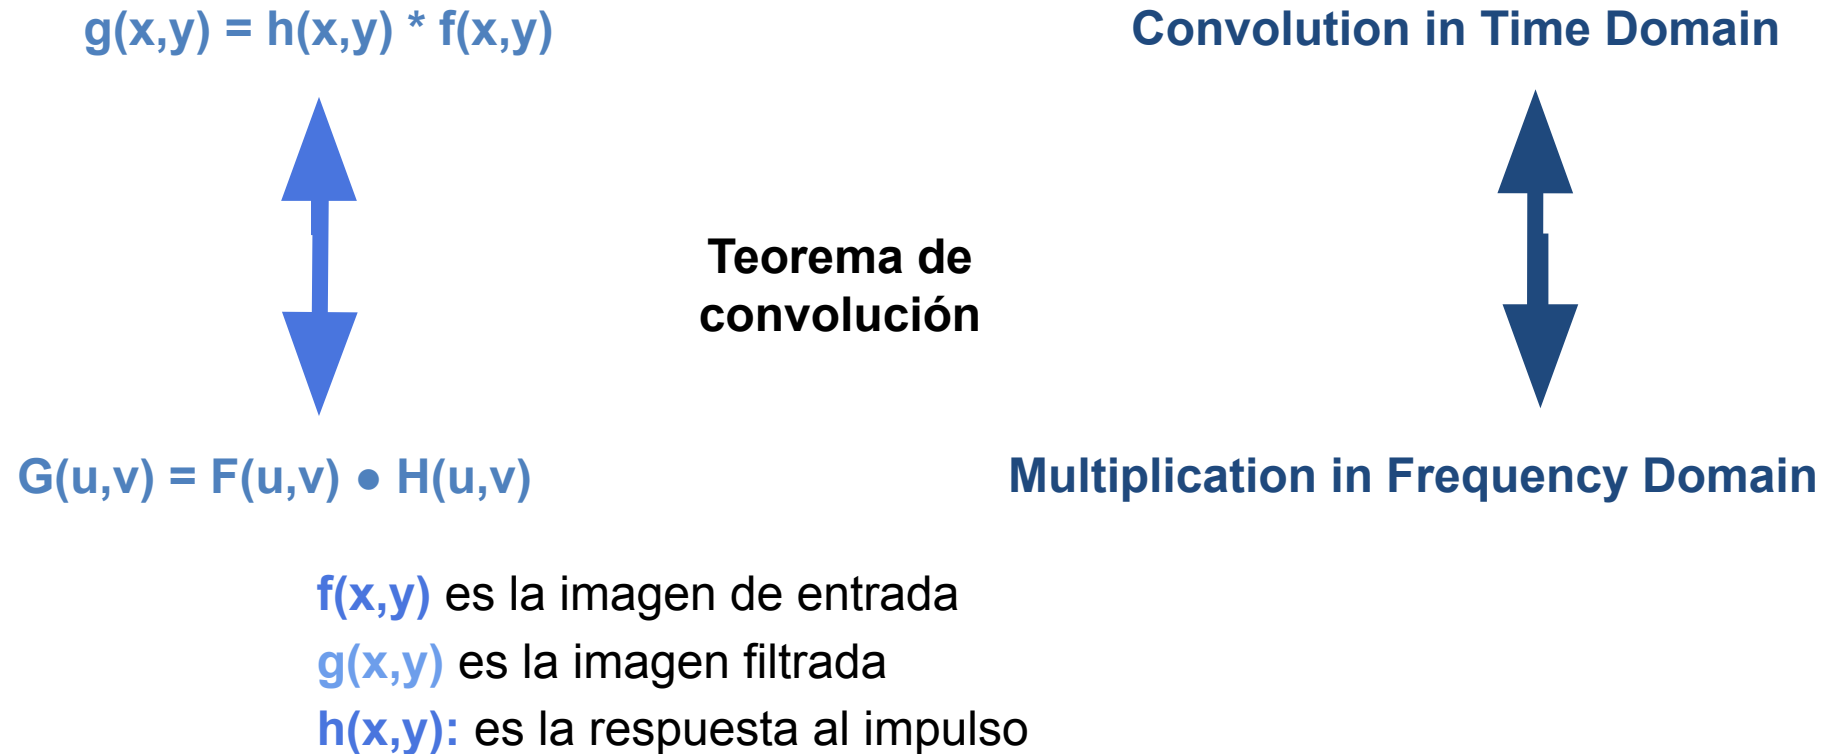 g(x,y) = h(x,y) * f(x,y)
Convolution in Time Domain
Teorema de
convolución
G(u,v) = F(u,v) ● H(u,v)
Multiplication in Frequency Domain
f(x,y) es la imagen de entrada
g(x,y) es la imagen filtrada
h(x,y): es la respuesta al impulso